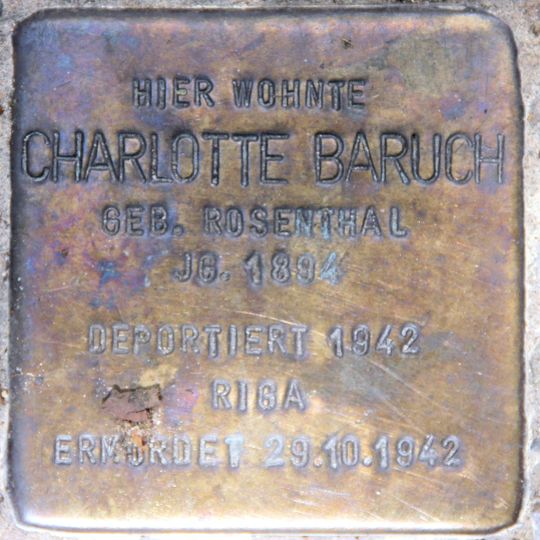 HIER WOHNTE
CHARLOTTE BARUCH
GEB. ROSENTHAL
JG. 1894
DEPORTIERT 1942
RIGA
ERMORDET 29.10.1942